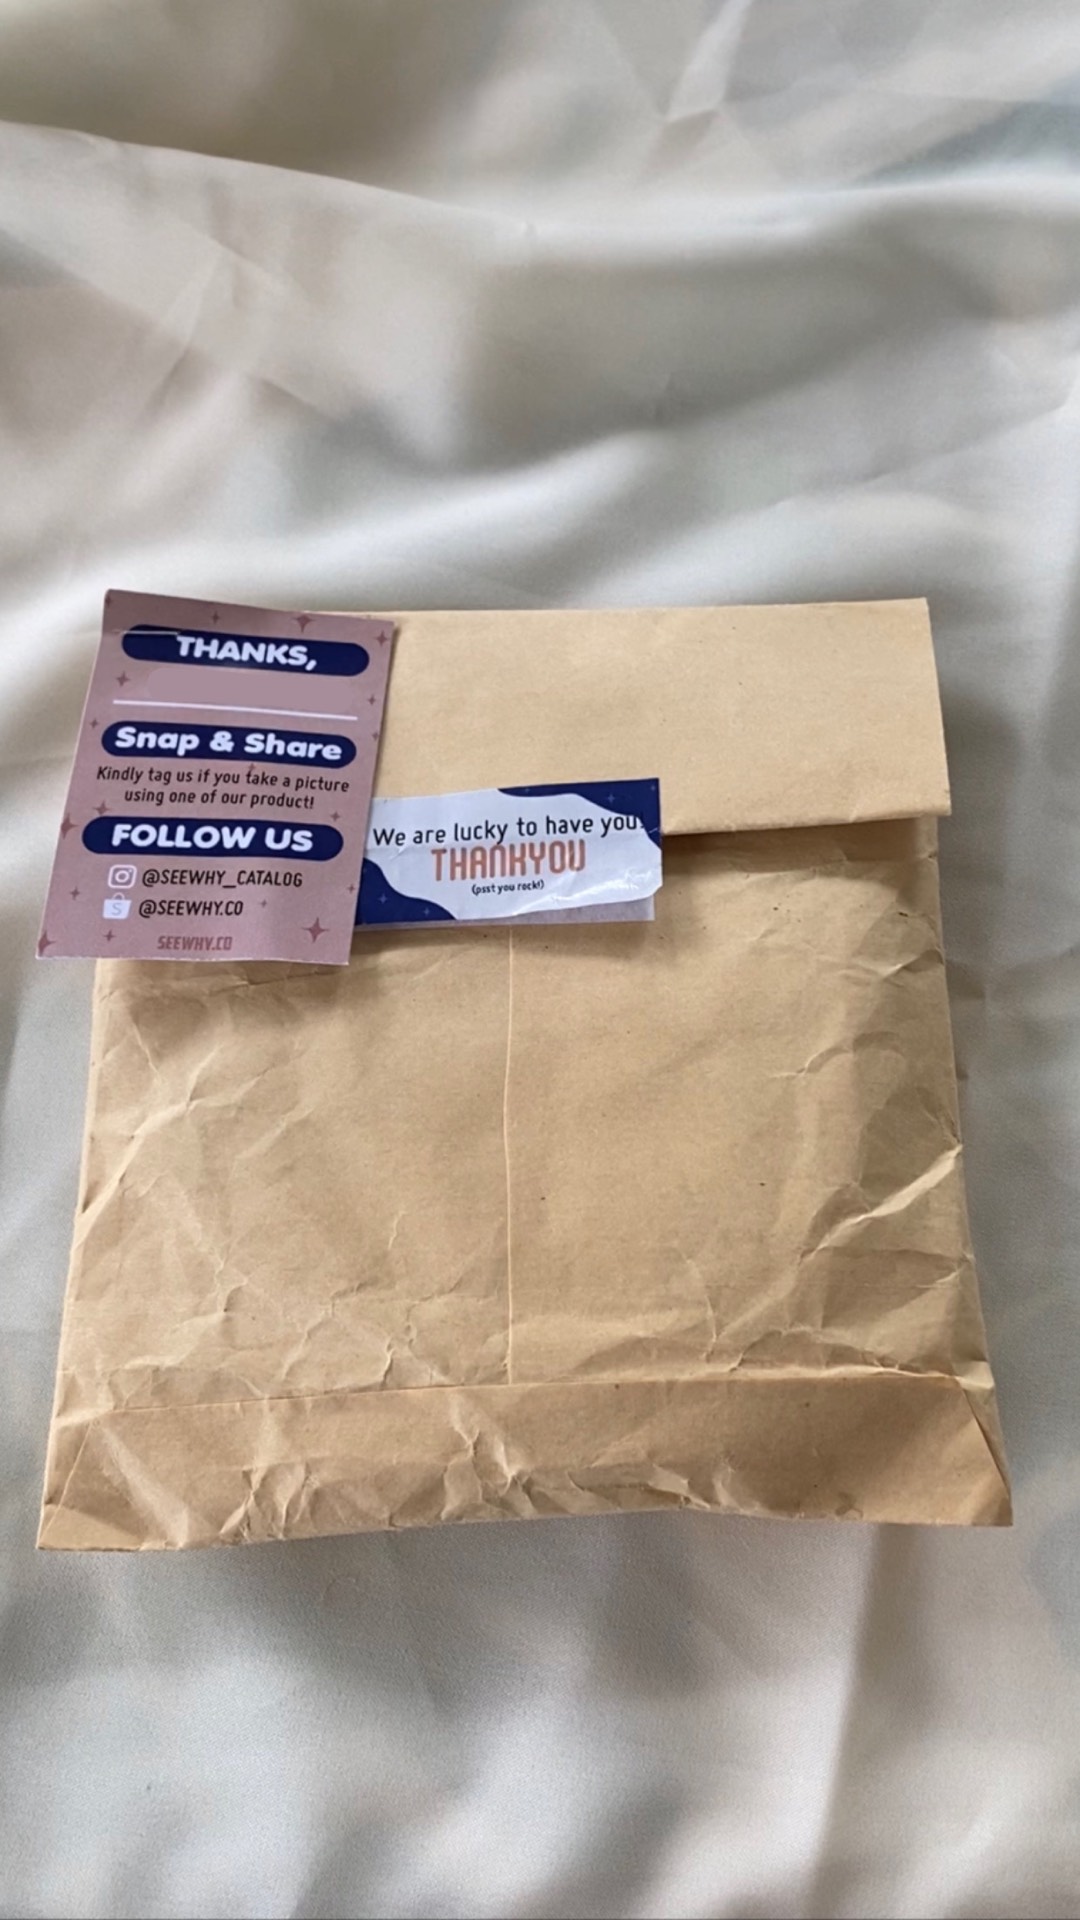 THANKS,
Snap & Share
Kindly tag us if you take a picture
using one of our product!
FOLLOW US
@SEEWHY_CATALOG
S @SEEWHY.CO
SEEWHY.CO
We are lucky to have you!
THANKYOU
(psst you rock!)